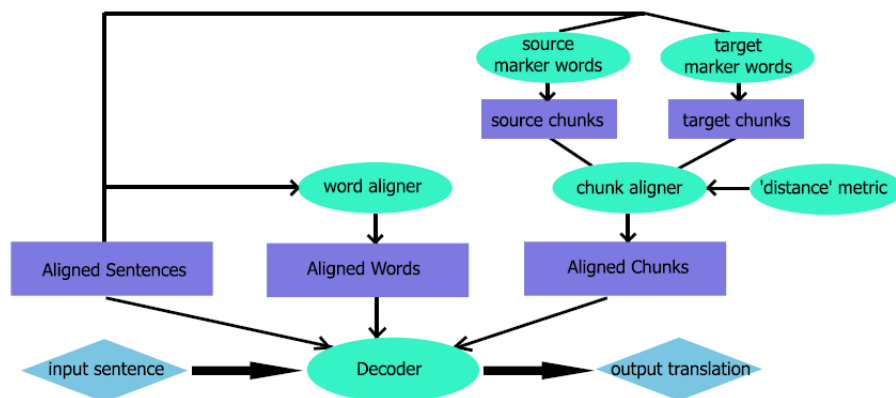 source
marker words
target
marker words
source chunks
target chunks
word aligner
chunk aligner
'distance' metric
Aligned Sentences
Aligned Words
Aligned Chunks
input sentence
Decoder
output translation